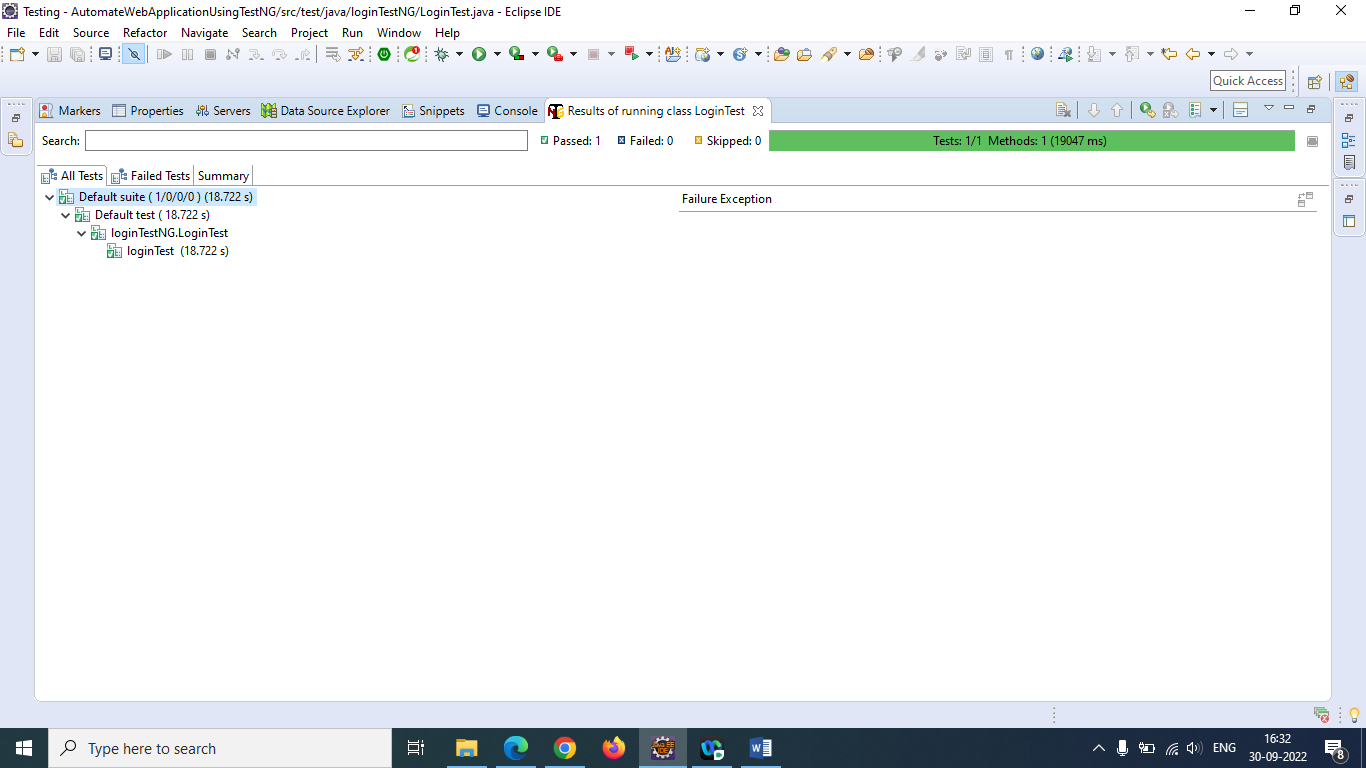 Testing - AutomateWebApplicationUsingTestNG/src/test/java/loginTestNG/LoginTest.java - Eclipse IDE
File Edit Source Refactor Navigate Search Project Run Window Help
Quick Access
Markers Properties Servers Data Source Explorer Snippets Console Results of running class LoginTest
Search: Passed: 1 Failed: 0 Skipped: 0 Tests: 1/1 Methods: 1 (19047 ms)
All Tests Failed Tests Summary
Default suite ( 1/0/0/0 ) (18.722 s) Failure Exception
Default test ( 18.722 s)
loginTestNG.LoginTest
loginTest (18.722 s)
Type here to search ENG 16:32
30-09-2022 8